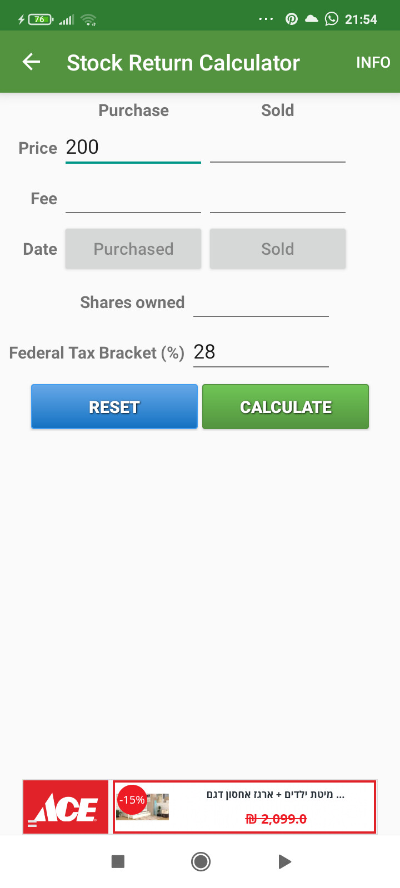 76 21:54
Stock Return Calculator INFO
Purchase Sold
Price 200
Fee
Date Purchased Sold
Shares owned
Federal Tax Bracket (%) 28
RESET CALCULATE
ACE -15% מיטת ילדים + ארגז אחסון דגם ...
₪ 2,099.0